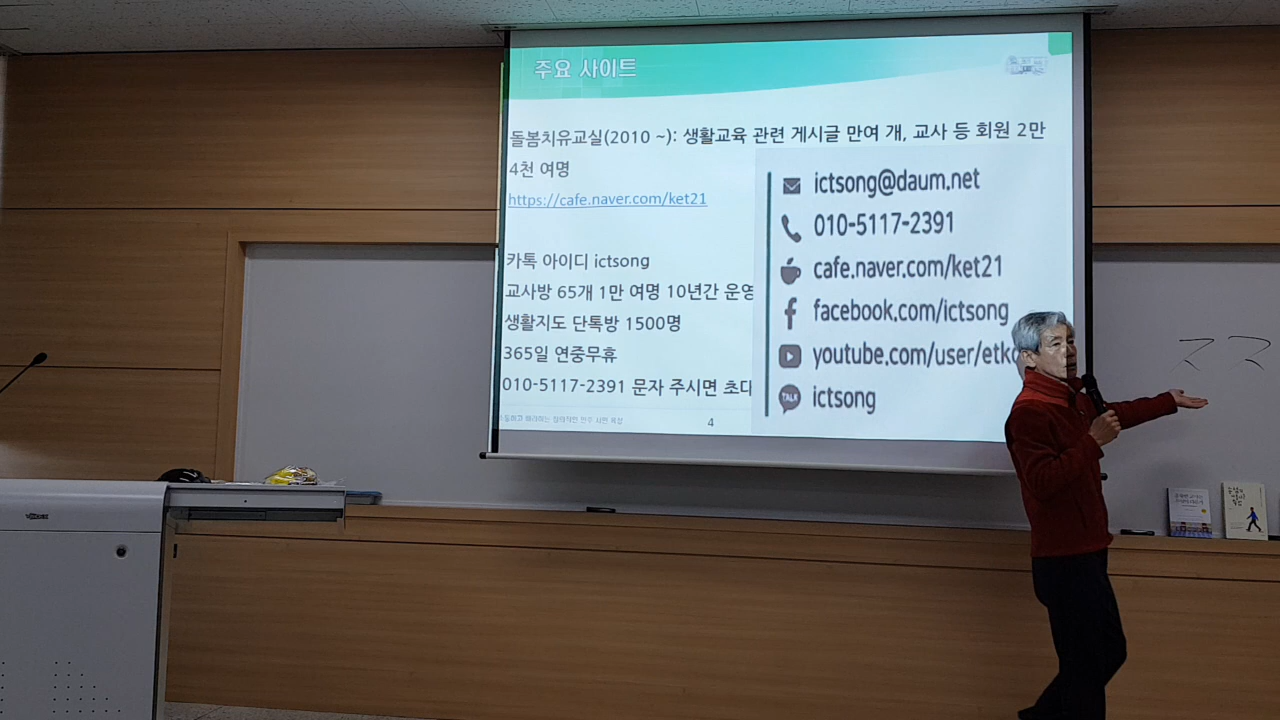 주요 사이트
돌봄치유교실(2010 ~): 생활교육 관련 게시글 만여 개, 교사 등 회원 2만
4천 여명
https://cafe.naver.com/ket21
카톡 아이디 ictsong
교사방 65개 1만 여명 10년간 운영
생활지도 단톡방 1500명
365일 연중무휴
010-5117-2391 문자 주시면 초대
4
ictsong@daum.net
010-5117-2391
cafe.naver.com/ket21
facebook.com/ictsong
youtube.com/user/etk
TALK
ictsong
ㅈㅈ